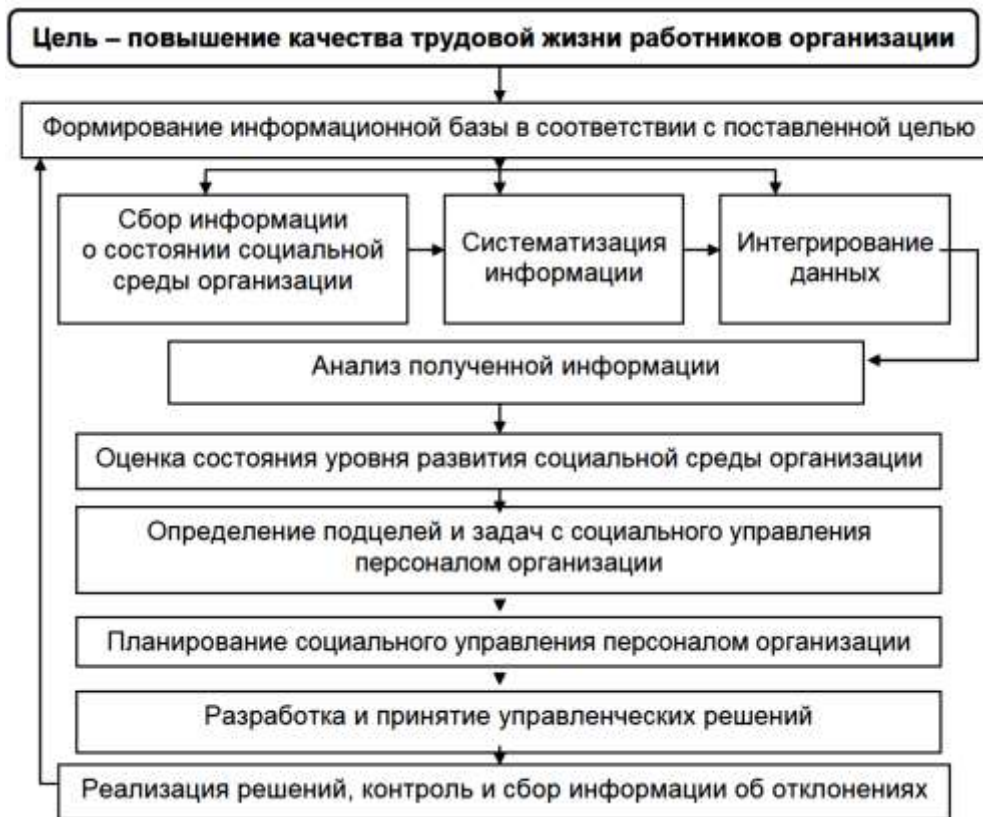 Цель – повышение качества трудовой жизни работников организации
Формирование информационной базы в соответствии с поставленной целью
Сбор информации
о состоянии социальной
среды организации
Систематизация
информации
Интегрирование
данных
Анализ полученной информации
Оценка состояния уровня развития социальной среды организации
Определение подцелей и задач с социального управления
персоналом организации
Планирование социального управления персоналом организации
Разработка и принятие управленческих решений
Реализация решений, контроль и сбор информации об отклонениях